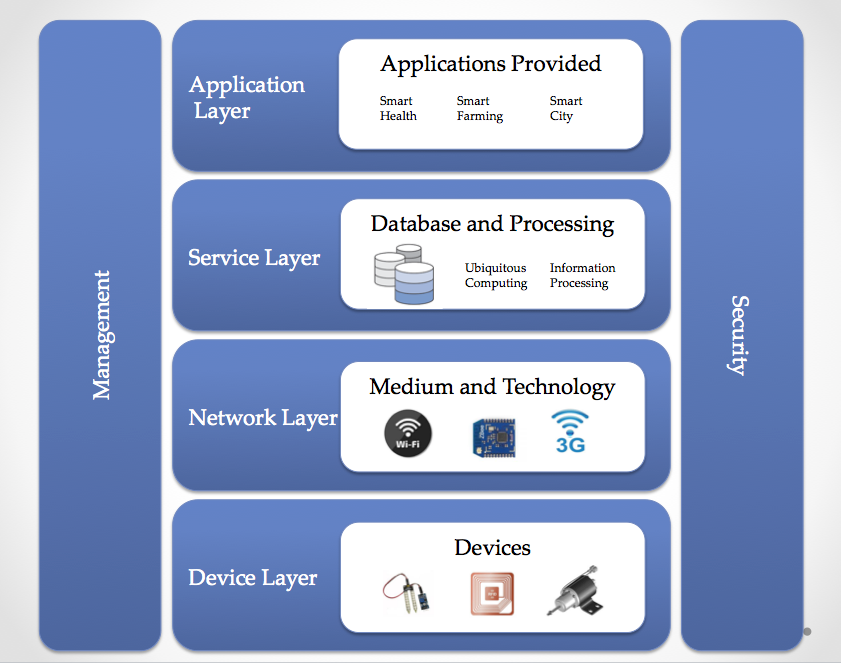 Management
Application
Layer
Applications Provided
Smart
Health
Smart
Farming
Smart
City
Service Layer
Database and Processing
Ubiquitous
Computing
Information
Processing
Network Layer
Medium and Technology
Wi-Fi
3G
Device Layer
Devices
Security